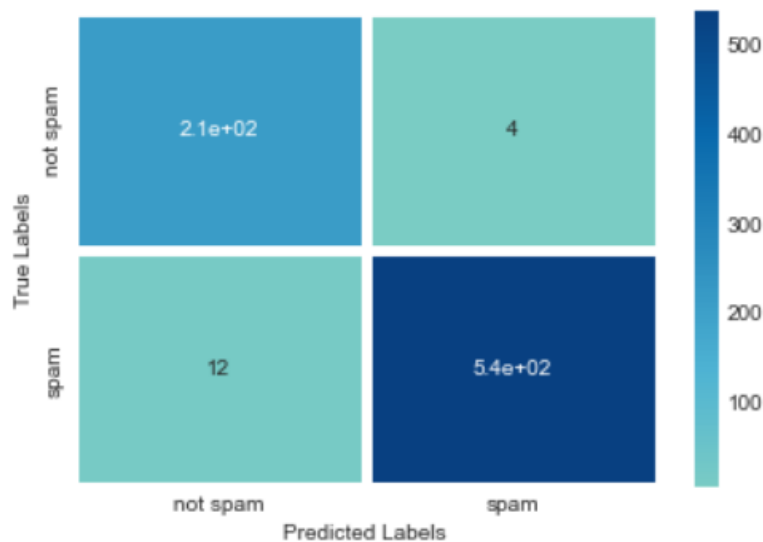 not spam
2.1e+02
4
spam
12
5.4e+02
True Labels
not spam
spam
Predicted Labels
500
400
300
200
100